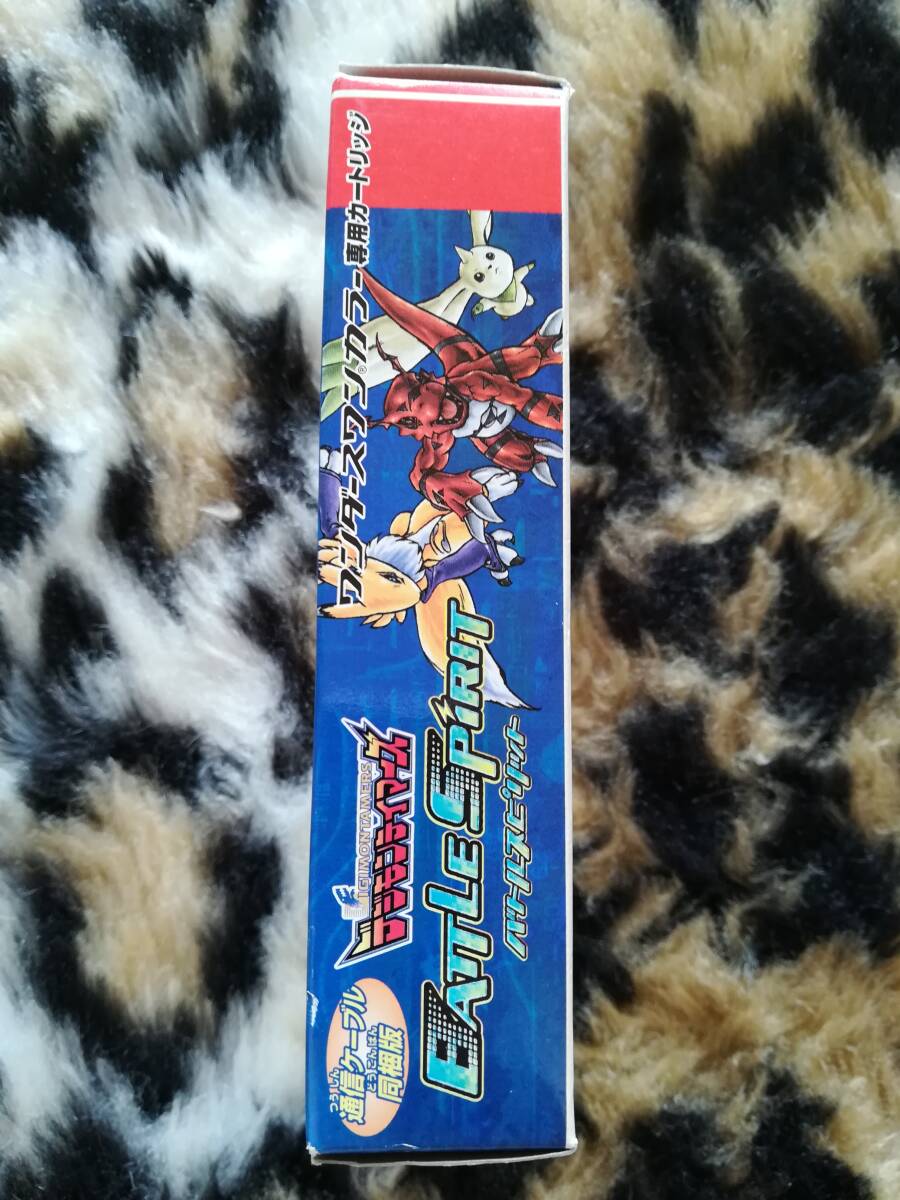 ワンダースワン®カラー専用カートリッジ
DIGIMONTAMERS
デジモンテイマーズ
BATTLE SPIRIT
バトルスピリット
つうしん
通信ケーブル
どうこんばん
同梱版